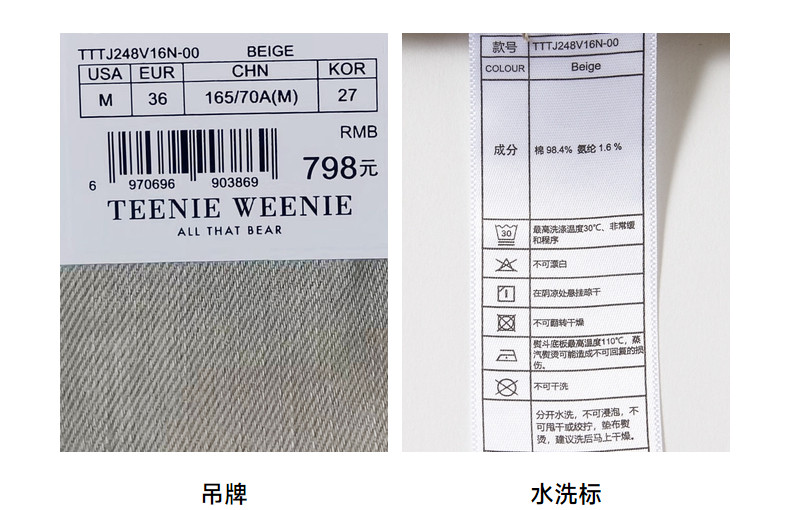 TTTJ248V16N-00 BEIGE
USA EUR CHN KOR
M 36 165/70A(M) 27
RMB
798元
6 970696 903869
TEENIE WEENIE
ALL THAT BEAR
吊牌
款号 TTTJ248V16N-00
COLOUR Beige
成分 棉 98.4% 氨纶 1.6 %
30 最高洗涤温度30℃、非常缓
和程序
不可漂白
在阴凉处悬挂晾干
不可翻转干燥
熨斗底板最高温度110℃，蒸
汽熨烫可能造成不可回复的损
伤。
不可干洗
分开水洗，不可浸泡，不
可甩干或绞拧，垫布熨
烫，建议洗后马上干燥。
水洗标